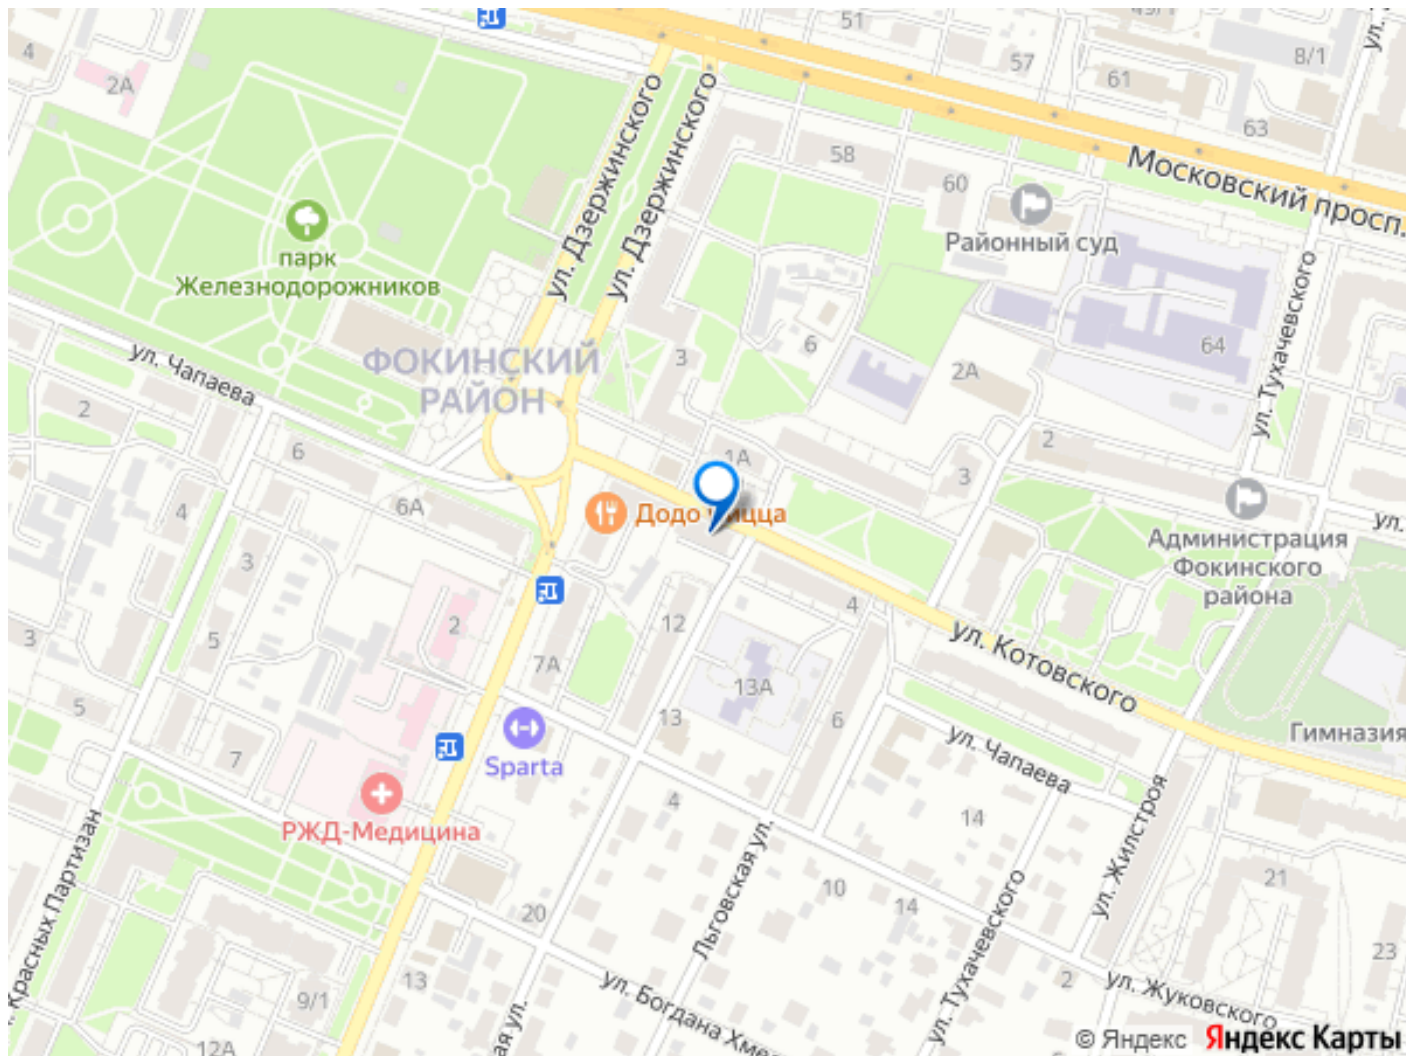 51
49/1
8/1
57
61
63
4
2А
ул.
ул. Дзержинского
ул. Дзержинского
58
60
Московский просп.
Районный суд
парк
Железнодорожников
ул. Тухачевского
6
64
3
2А
ФОКИНСКИЙ
РАЙОН
ул. Чапаева
2
6
1А
2
3
6А
4
Додо пицца
ул.
Администрация
Фокинского
района
3
2
4
12
5
3
7А
13А
ул. Котовского
5
13
6
7
Sparta
ул. Чапаева
Гимназия
РЖД-Медицина
4
14
ул. Жилстроя
Красных Партизан
10
14
21
Льговская ул.
20
ул. Тухачевского
23
13
2
9/1
ул. Богдана Хме
ул. Жуковского
12А
ая ул.
© Яндекс Яндекс Карты